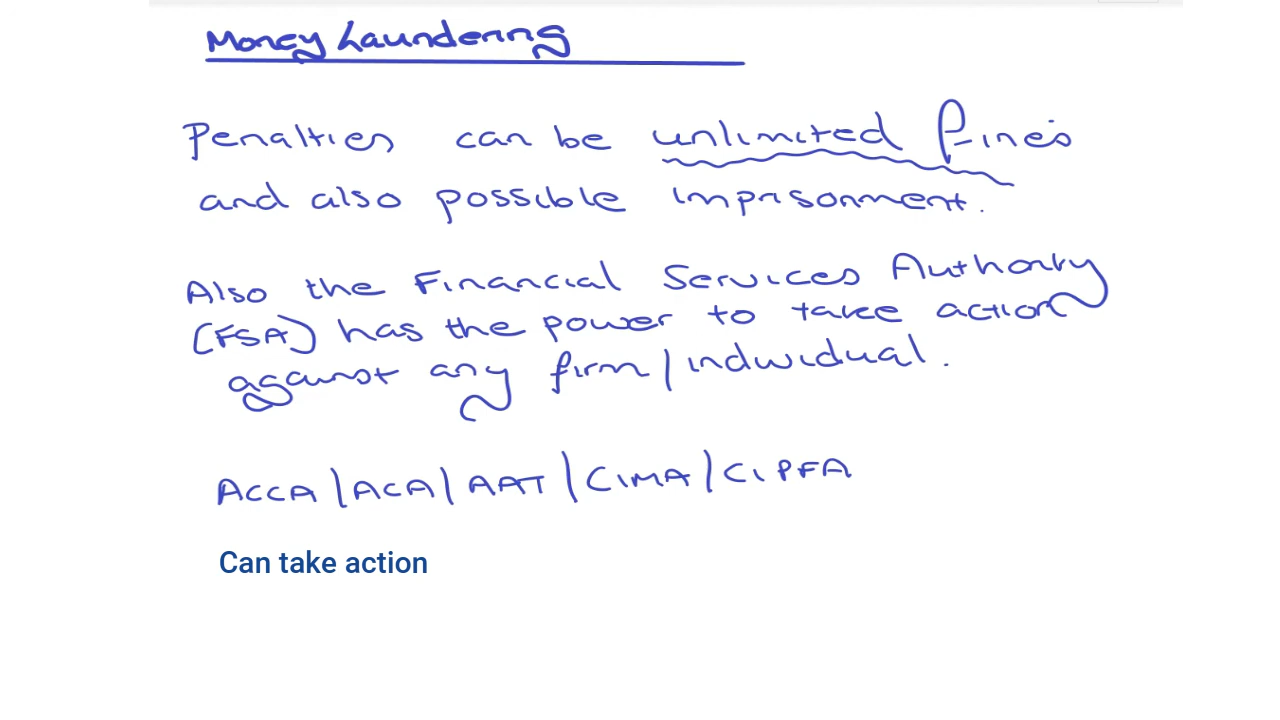 Money Laundering
Penalties can be unlimited fines
and also possible imprisonment.
Also the Financial Services Authority
(FSA) has the power to take action
against any firm/individual.
ACCA/ACA/AAT/CIMA/CIPFA
Can take action